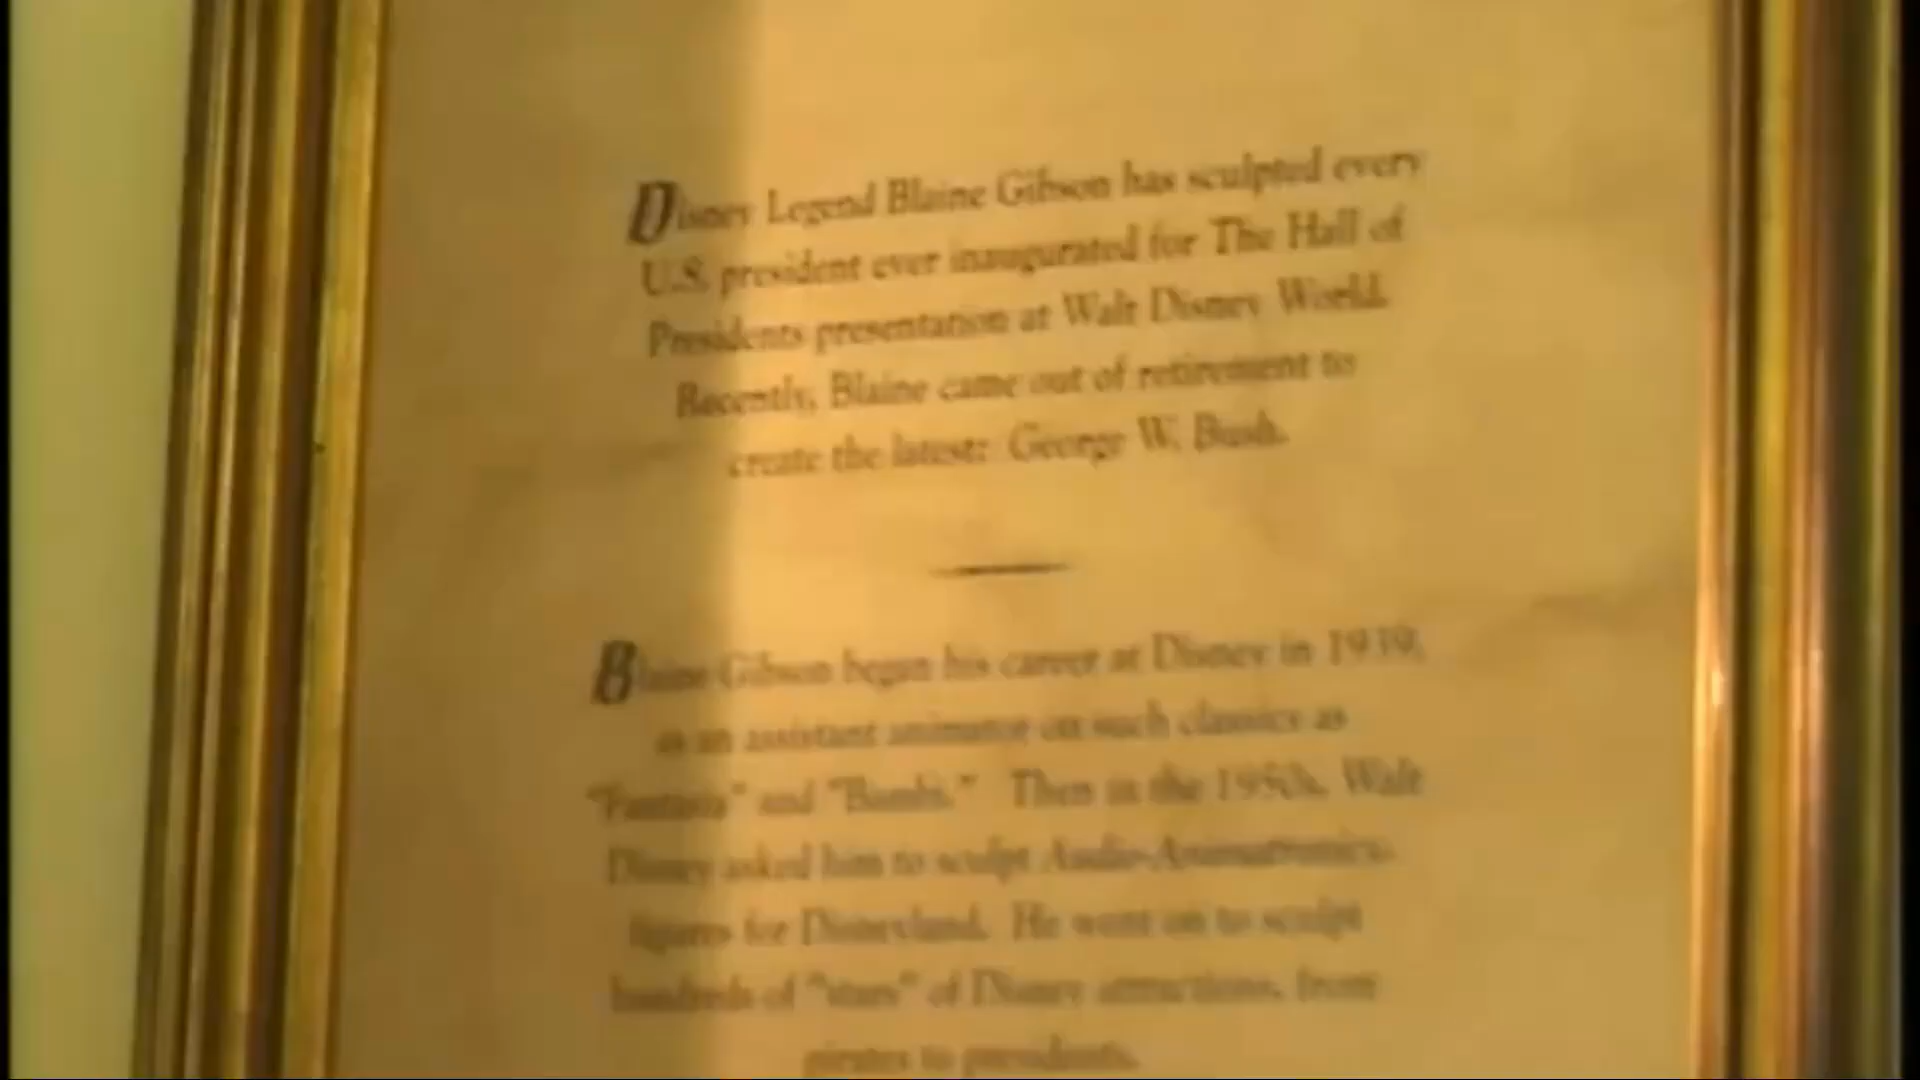 Disney Legend Blaine Gibson has sculpted every
U.S. president ever inaugurated for The Hall of
Presidents presentation at Walt Disney World.
Recently, Blaine came out of retirement to
create the latest: George W. Bush.
Blaine Gibson began his career at Disney in 1939,
as an assistant animator on such classics as
"Fantasia" and "Bambi." Then in the 1950s, Walt
Disney asked him to sculpt Audio-Animatronics
figures for Disneyland. He went on to sculpt
hundreds of "stars" of Disney attractions, from
pirates to presidents.